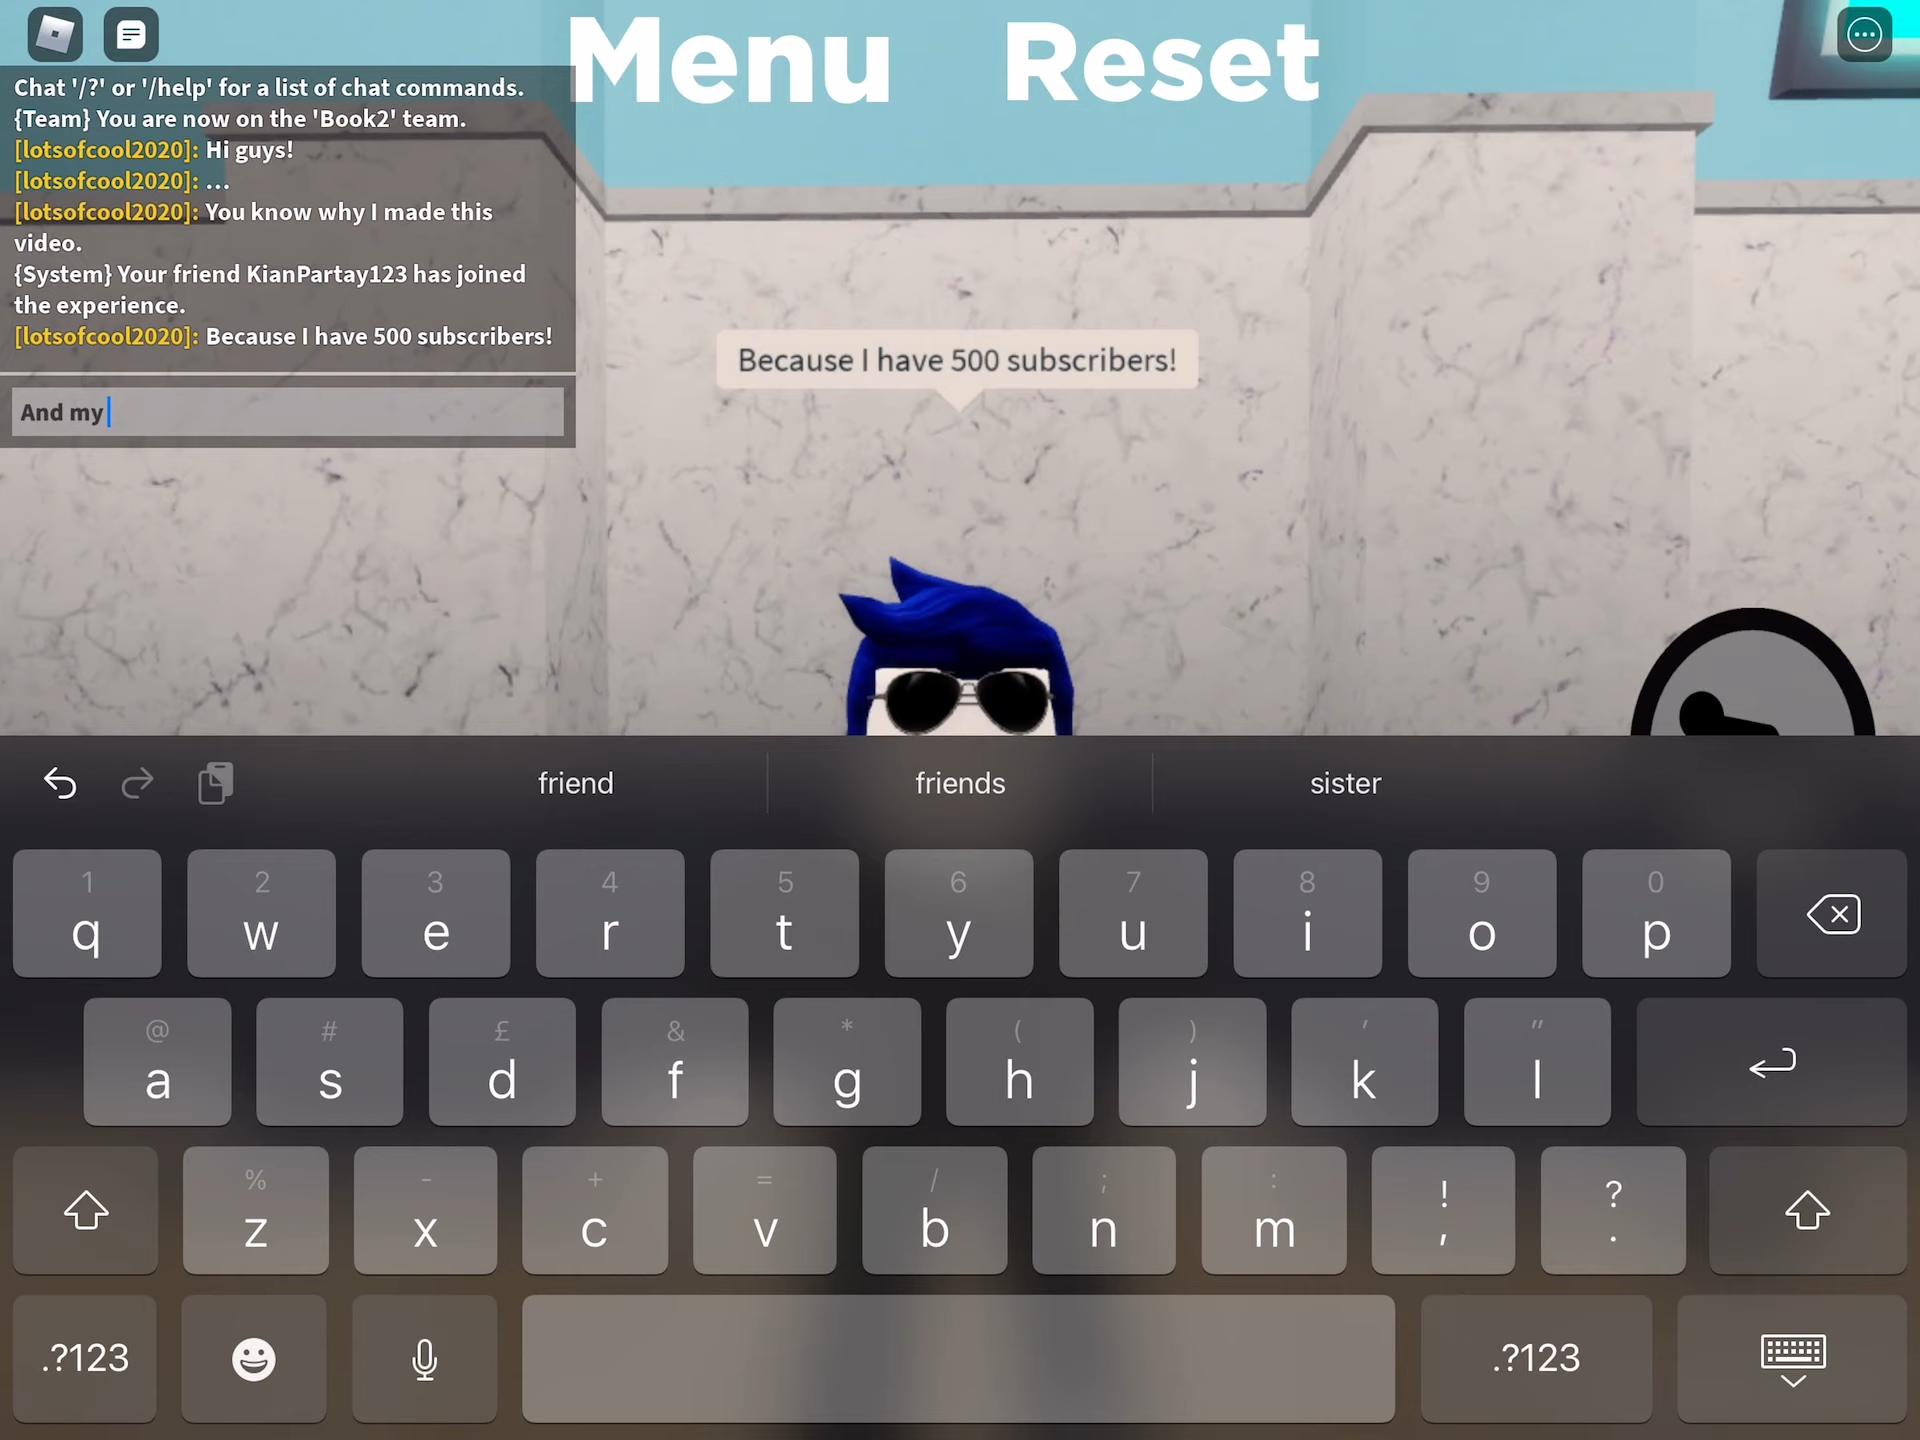 Menu Reset
Chat '/?' or '/help' for a list of chat commands.
{Team} You are now on the 'Book2' team.
[lotsofcool2020]: Hi guys!
[lotsofcool2020]: ...
[lotsofcool2020]: You know why I made this
video.
{System} Your friend KianPartay123 has joined
the experience.
[lotsofcool2020]: Because I have 500 subscribers!
Because I have 500 subscribers!
And my
friend friends sister
1 2 3 4 5 6 7 8 9 0
q w e r t y u i o p
@ # £ & * ( ) ' "
a s d f g h j k l
% - + = / ; : ! ?
z x c v b n m , .
.?123 .?123